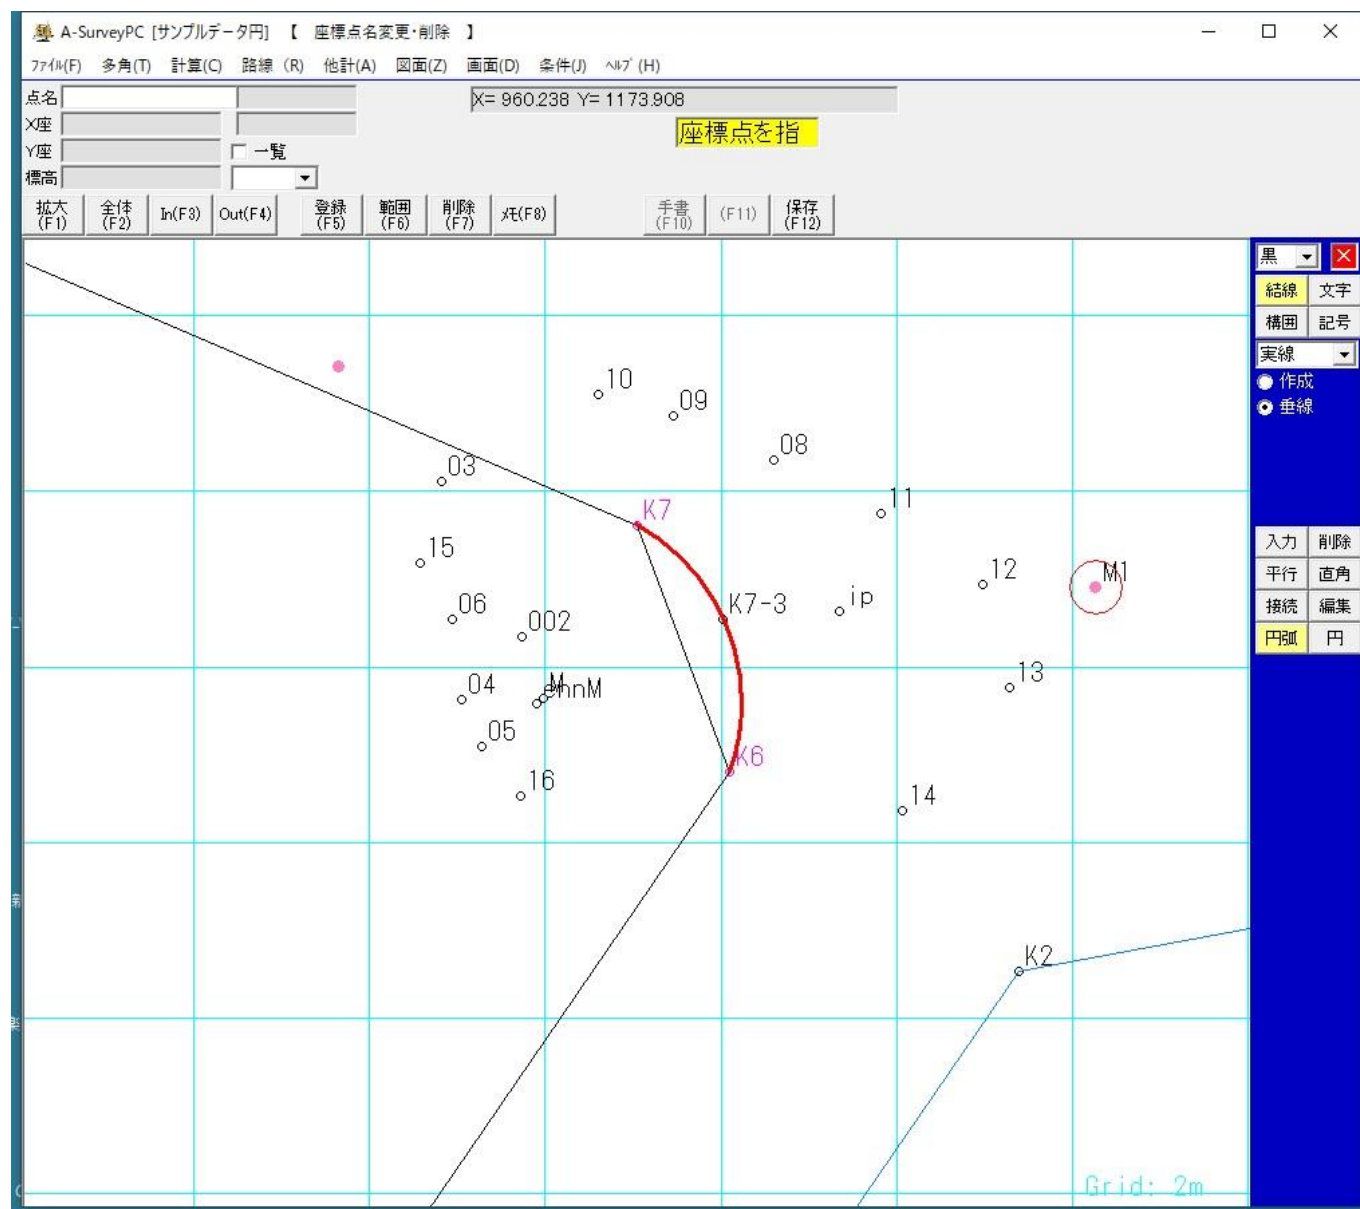 A-SurveyPC [サンプルデータ円] 【 座標点名変更・削除 】
ファイル(F) 多角(T) 計算(C) 路線 (R) 他計(A) 図面(Z) 画面(D) 条件(J) ヘルプ(H)
点名
X= 960.238 Y= 1173.908
X座
座標点を指
Y座
一覧
標高
拡大(F1) 全体(F2) In(F3) Out(F4) 登録(F5) 範囲(F6) 削除(F7) メモ(F8) 手書(F10) (F11) 保存(F12)
黒
結線 文字
構囲 記号
実線
作成
垂線
入力 削除
平行 直角
接続 編集
円弧 円
10
09
08
03
11
K7
15
12
M1
06
002
K7-3
ip
04
M
13
05
K6
16
14
K2
Grid: 2m